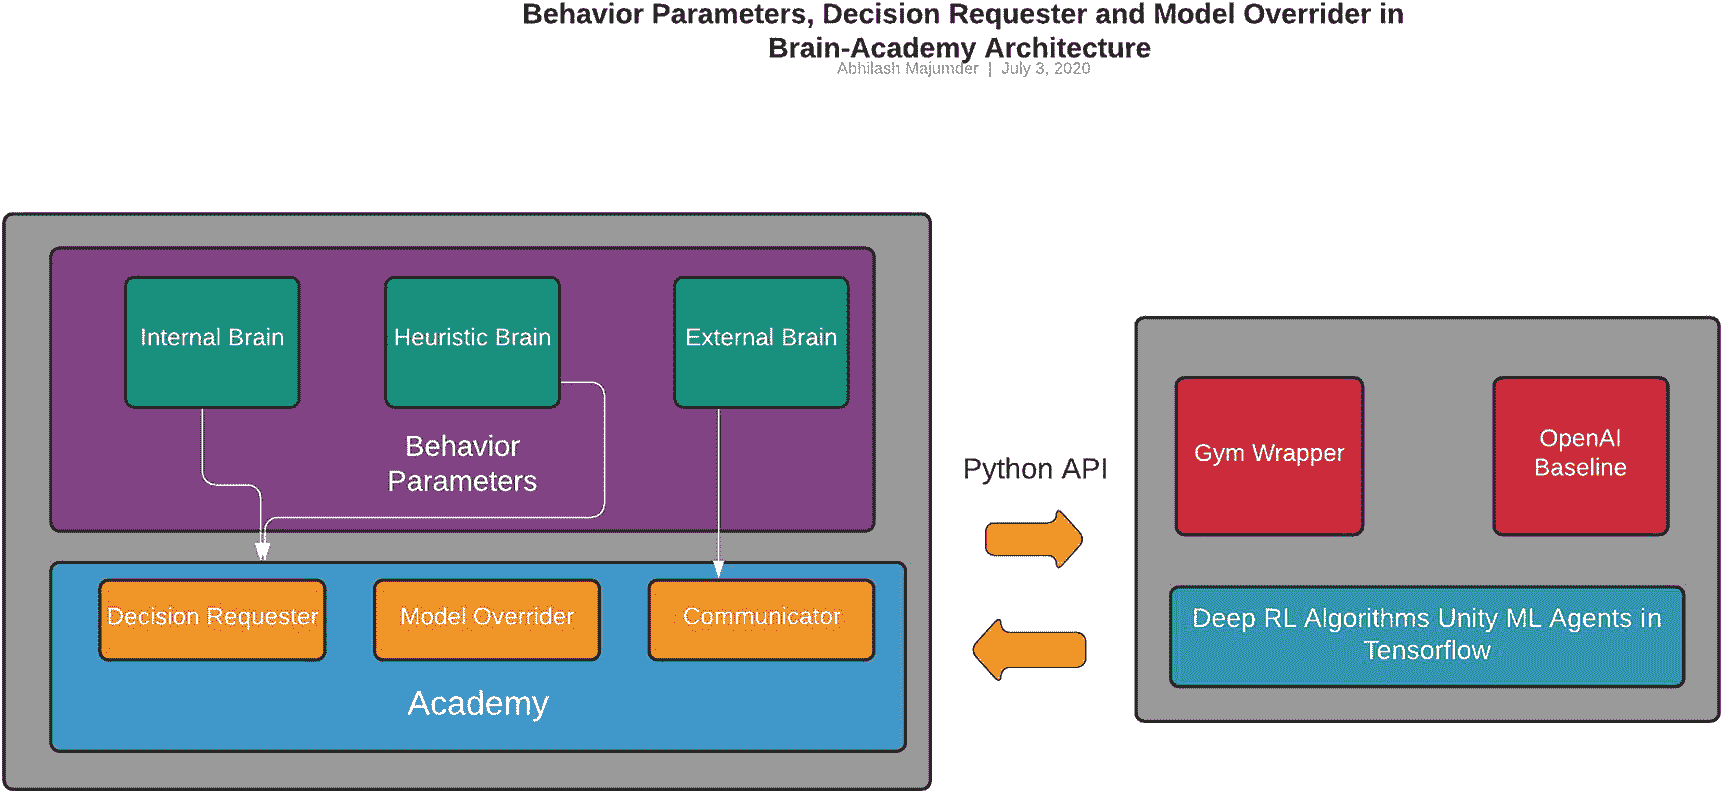 Behavior Parameters, Decision Requester and Model Overrider in
Brain-Academy Architecture
Abhilash Majumder | July 3, 2020
Internal Brain
Heuristic Brain
External Brain
Behavior
Parameters
Decision Requester
Model Overrider
Communicator
Academy
Python API
Gym Wrapper
OpenAI
Baseline
Deep RL Algorithms Unity ML Agents in
Tensorflow